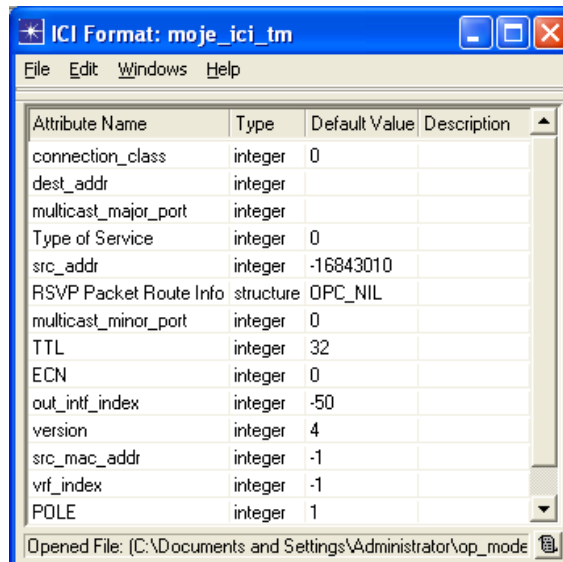 ICI Format: moje_ici_tm
File Edit Windows Help
Attribute Name Type Default Value Description
connection_class integer 0
dest_addr integer
multicast_major_port integer
Type of Service integer 0
src_addr integer -16843010
RSVP Packet Route Info structure OPC_NIL
multicast_minor_port integer 0
TTL integer 32
ECN integer 0
out_intf_index integer -50
version integer 4
src_mac_addr integer -1
vrf_index integer -1
POLE integer 1
Opened File: (C:\Documents and Settings\Administrator\op_mode